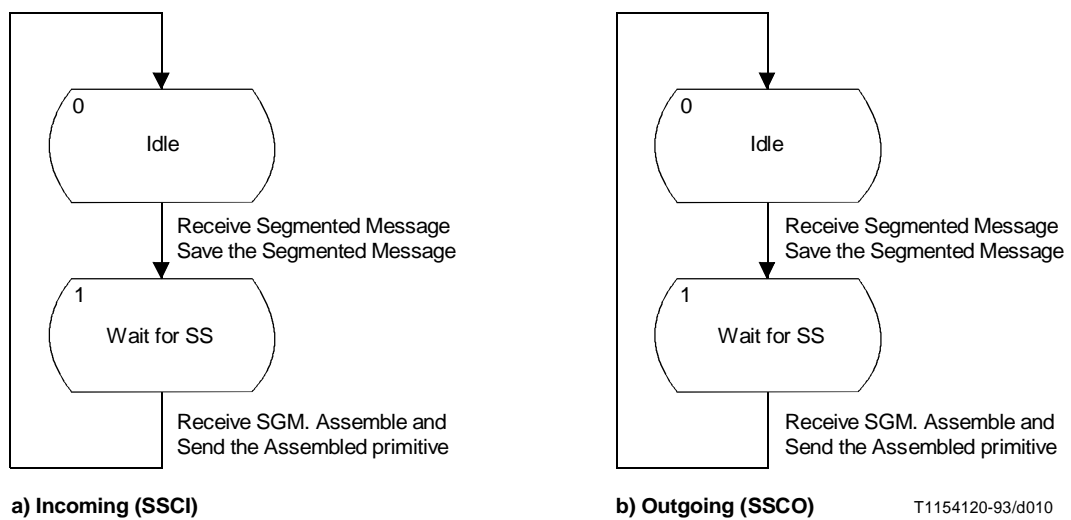 0
Idle
Receive Segmented Message
Save the Segmented Message
1
Wait for SS
Receive SGM. Assemble and
Send the Assembled primitive
a) Incoming (SSCI)
0
Idle
Receive Segmented Message
Save the Segmented Message
1
Wait for SS
Receive SGM. Assemble and
Send the Assembled primitive
b) Outgoing (SSCO)
T1154120-93/d010